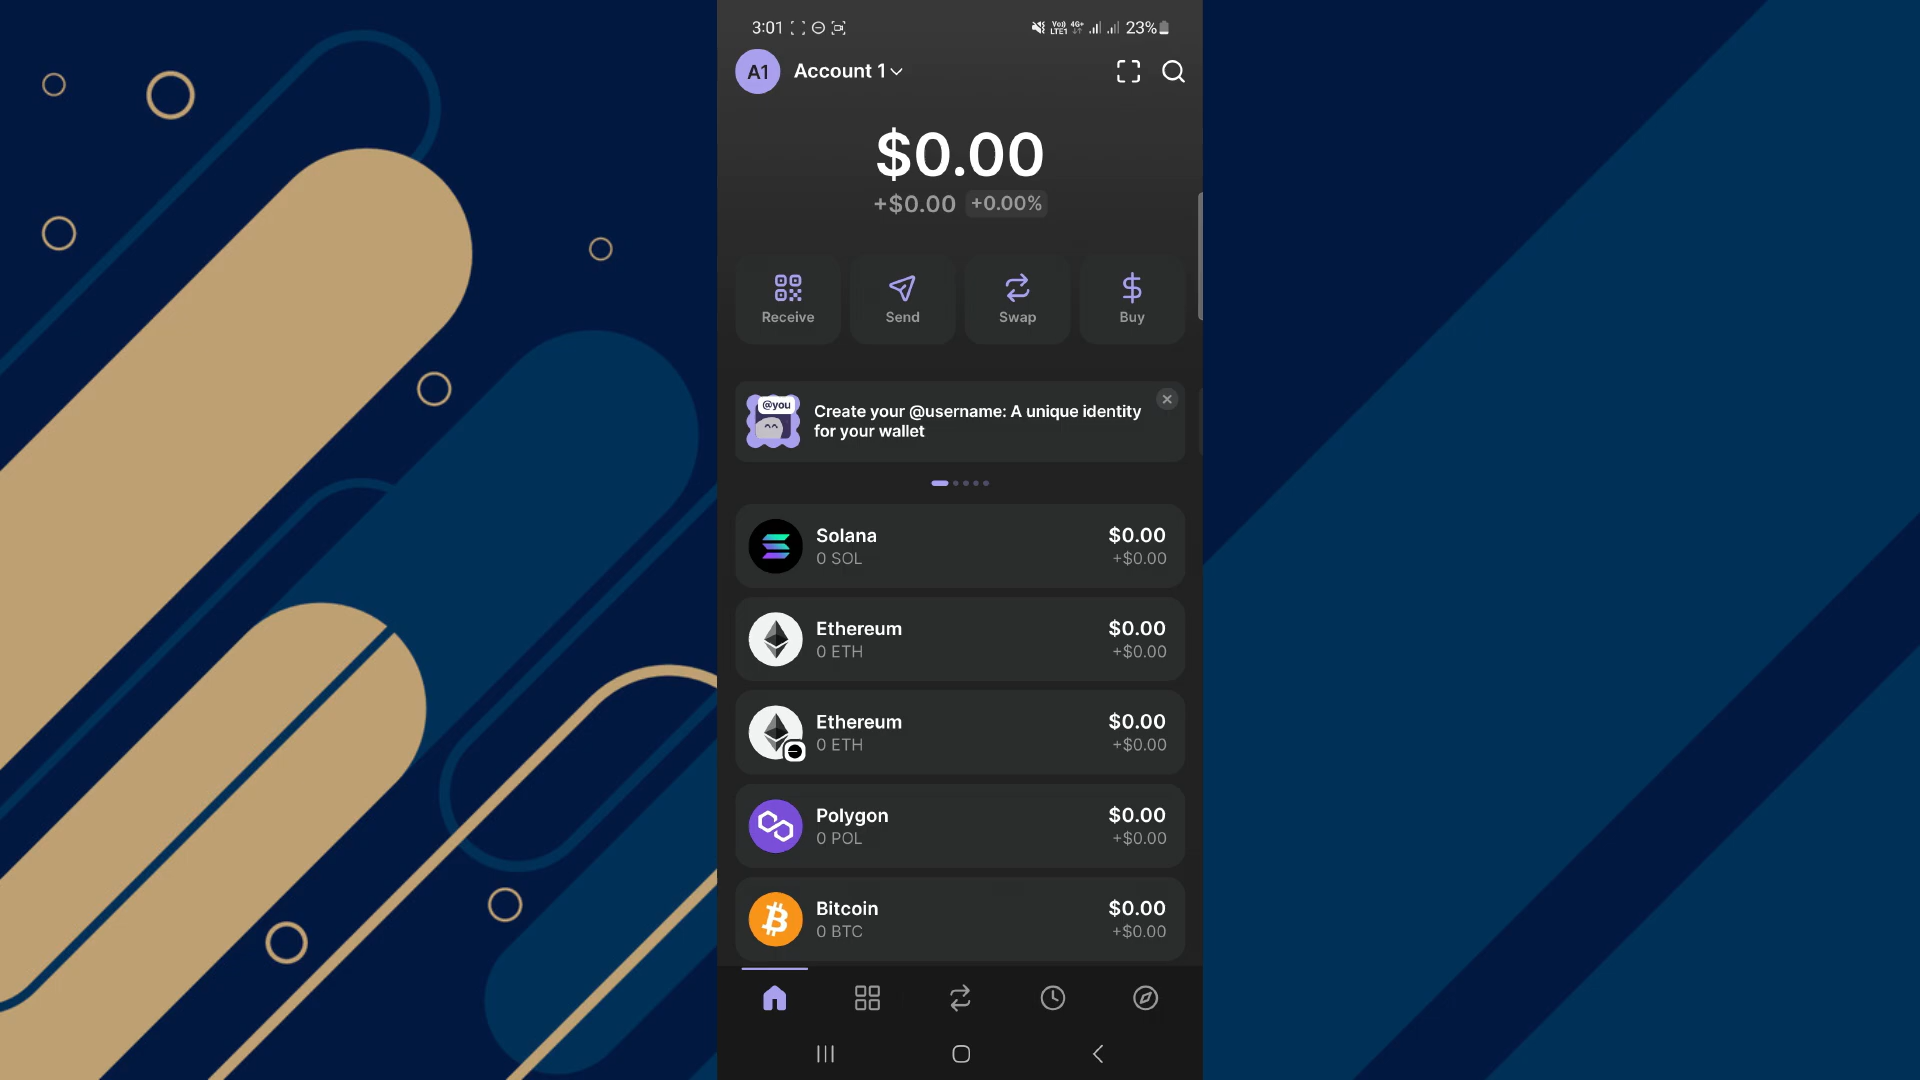 3:01 Vo)) LTE1 4G+ 23%
A1 Account 1
$0.00
+$0.00 +0.00%
Receive Send Swap Buy
@you
Create your @username: A unique identity
for your wallet
Solana $0.00
0 SOL +$0.00
Ethereum $0.00
0 ETH +$0.00
Ethereum $0.00
0 ETH +$0.00
Polygon $0.00
0 POL +$0.00
Bitcoin $0.00
0 BTC +$0.00